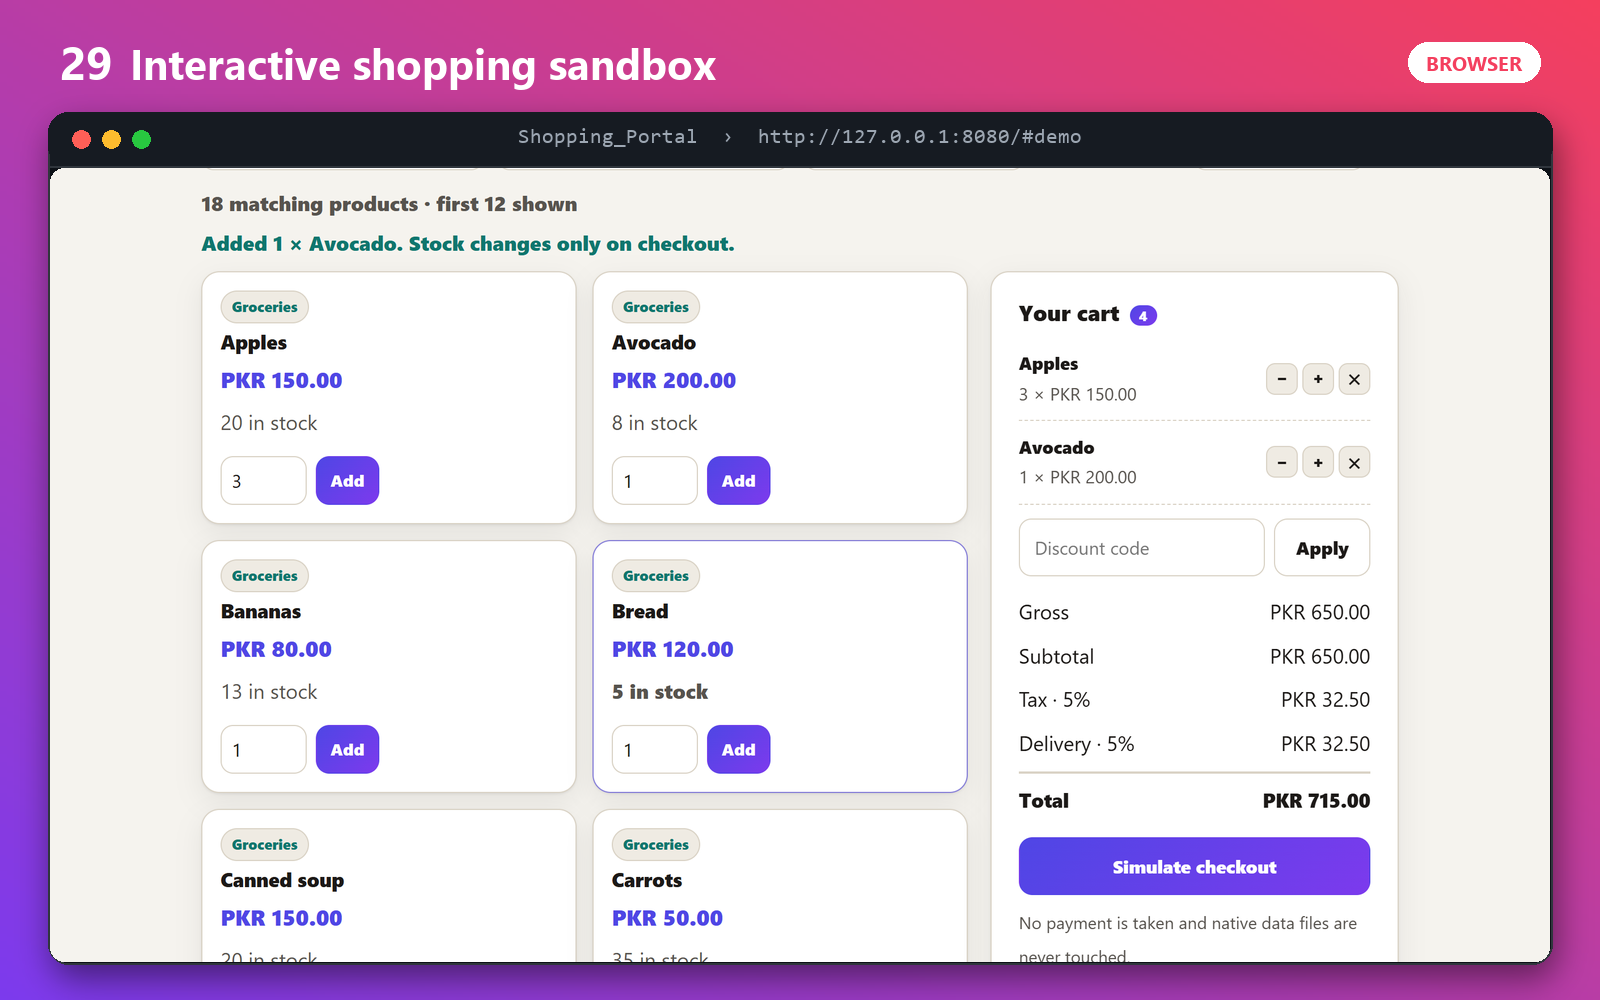 29 Interactive shopping sandbox
BROWSER
Shopping_Portal › http://127.0.0.1:8080/#demo
18 matching products · first 12 shown
Added 1 × Avocado. Stock changes only on checkout.
Groceries
Apples
PKR 150.00
20 in stock
3
Add
Groceries
Avocado
PKR 200.00
8 in stock
1
Add
Groceries
Bananas
PKR 80.00
13 in stock
1
Add
Groceries
Bread
PKR 120.00
5 in stock
1
Add
Groceries
Canned soup
PKR 150.00
20 in stock
Groceries
Carrots
PKR 50.00
35 in stock
Your cart 4
Apples
3 × PKR 150.00
− + ×
Avocado
1 × PKR 200.00
− + ×
Discount code
Apply
Gross PKR 650.00
Subtotal PKR 650.00
Tax · 5% PKR 32.50
Delivery · 5% PKR 32.50
Total PKR 715.00
Simulate checkout
No payment is taken and native data files are
never touched.